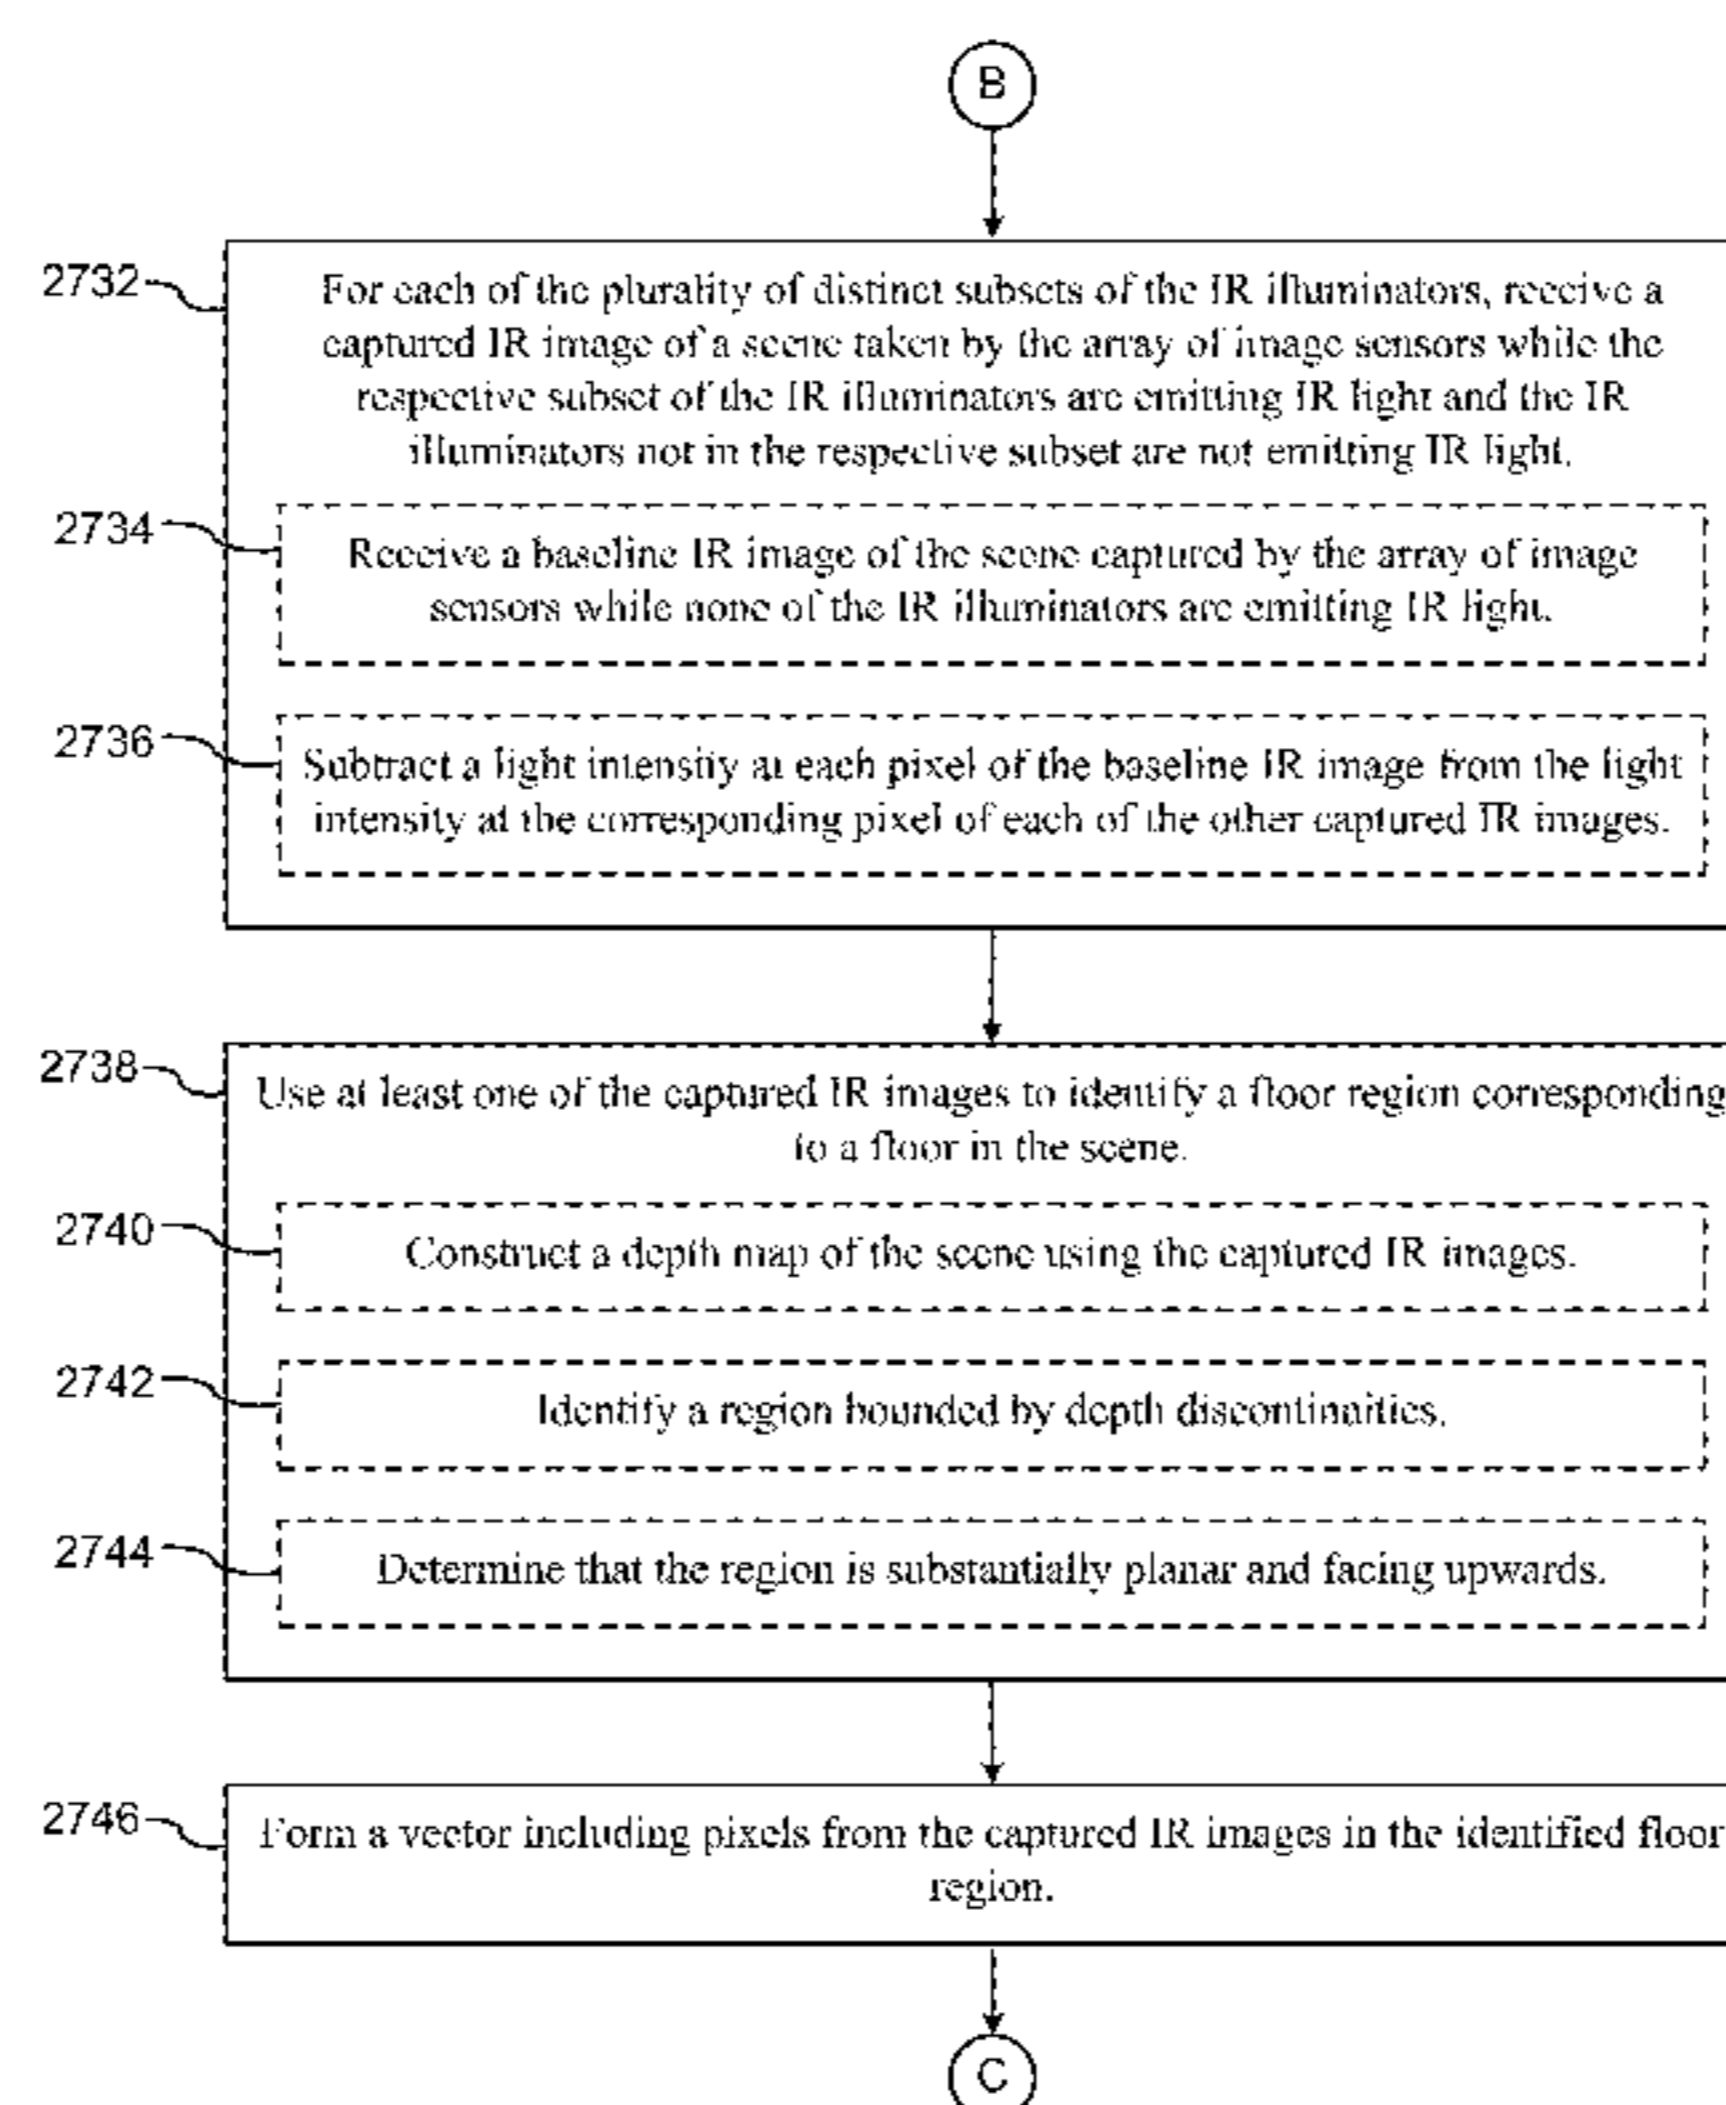 B
2732
For each of the plurality of distinct subsets of the IR illuminators, receive a
captured IR image of a scene taken by the array of image sensors while the
respective subset of the IR illuminators are emitting IR light and the IR
illuminators not in the respective subset are not emitting IR light.
2734
Receive a baseline IR image of the scene captured by the array of image
sensors while none of the IR illuminators are emitting IR light.
2736
Subtract a light intensity at each pixel of the baseline IR image from the light
intensity at the corresponding pixel of each of the other captured IR images.
2738
Use at least one of the captured IR images to identify a floor region corresponding
to a floor in the scene.
2740
Construct a depth map of the scene using the captured IR images.
2742
Identify a region bounded by depth discontinuities.
2744
Determine that the region is substantially planar and facing upwards.
2746
Form a vector including pixels from the captured IR images in the identified floor
region.
C